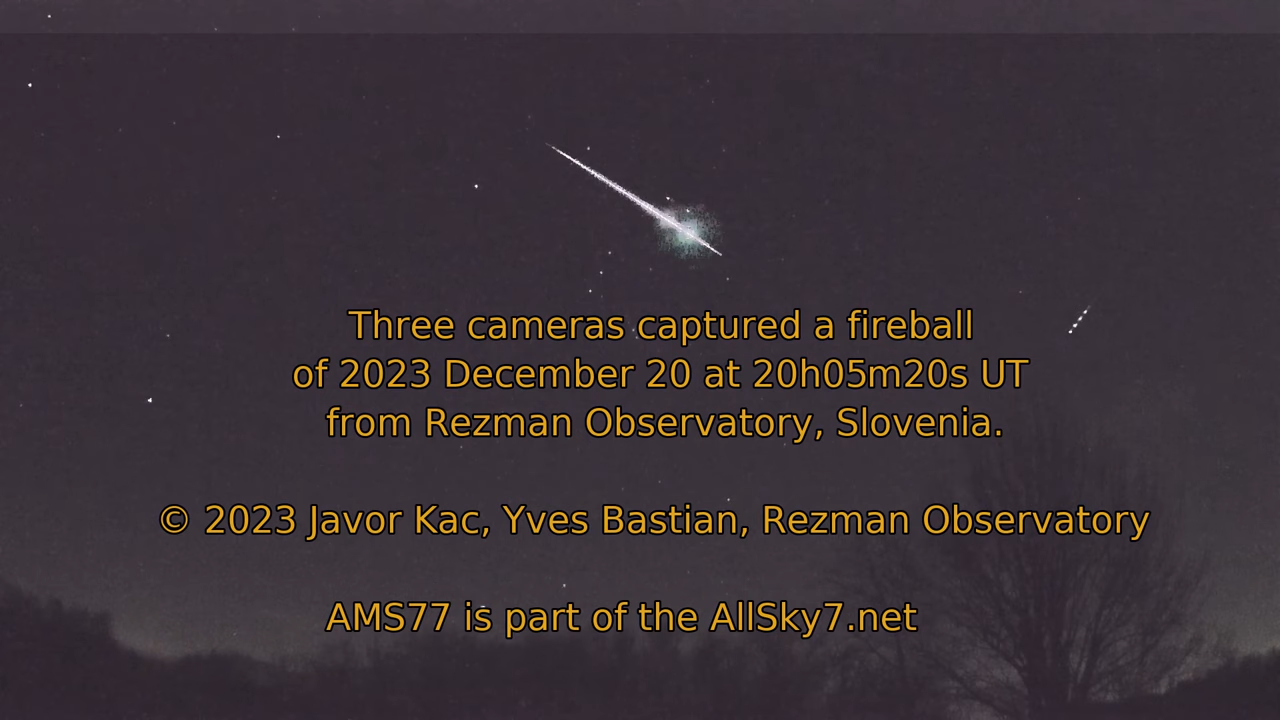 Three cameras captured a fireball
of 2023 December 20 at 20h05m20s UT
from Rezman Observatory, Slovenia.
© 2023 Javor Kac, Yves Bastian, Rezman Observatory
AMS77 is part of the AllSky7.net